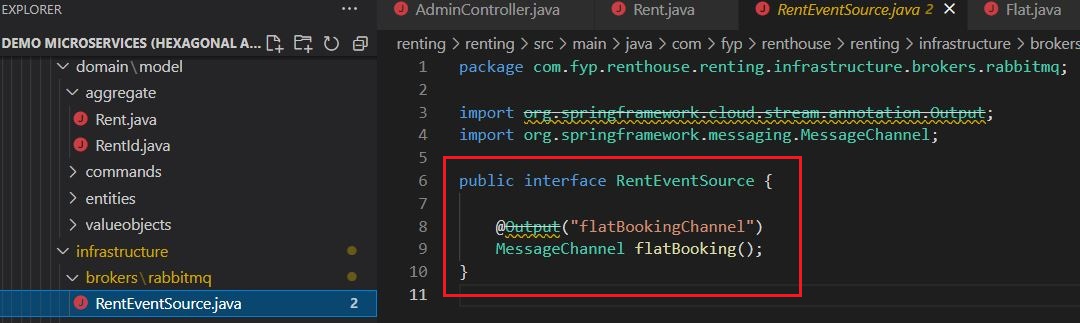 EXPLORER
DEMO MICROSERVICES (HEXAGONAL A...
domain\model
aggregate
Rent.java
RentId.java
commands
entities
valueobjects
infrastructure
brokers\rabbitmq
RentEventSource.java 2
AdminController.java
Rent.java
RentEventSource.java 2
Flat.java
renting > renting > src > main > java > com > fyp > renthouse > renting > infrastructure > brokers
1 package com.fyp.renthouse.renting.infrastructure.brokers.rabbitmq;
2
3 import org.springframework.cloud.stream.annotation.Output;
4 import org.springframework.messaging.MessageChannel;
5
6 public interface RentEventSource {
7
8 @Output("flatBookingChannel")
9 MessageChannel flatBooking();
10 }
11